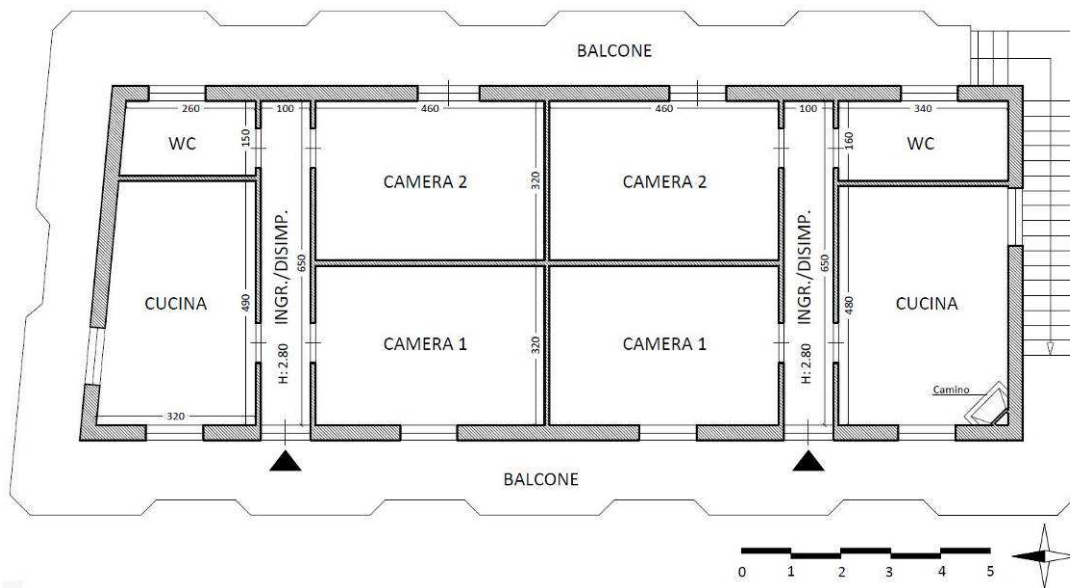 BALCONE
260
100
460
460
100
340
WC
150
CAMERA 2
320
CAMERA 2
160
WC
CUCINA
490
H: 2.80 INGR./DISIMP.
650
CAMERA 1
320
CAMERA 1
H: 2.80 INGR./DISIMP.
650
480
CUCINA
Camino
320
BALCONE
0 1 2 3 4 5